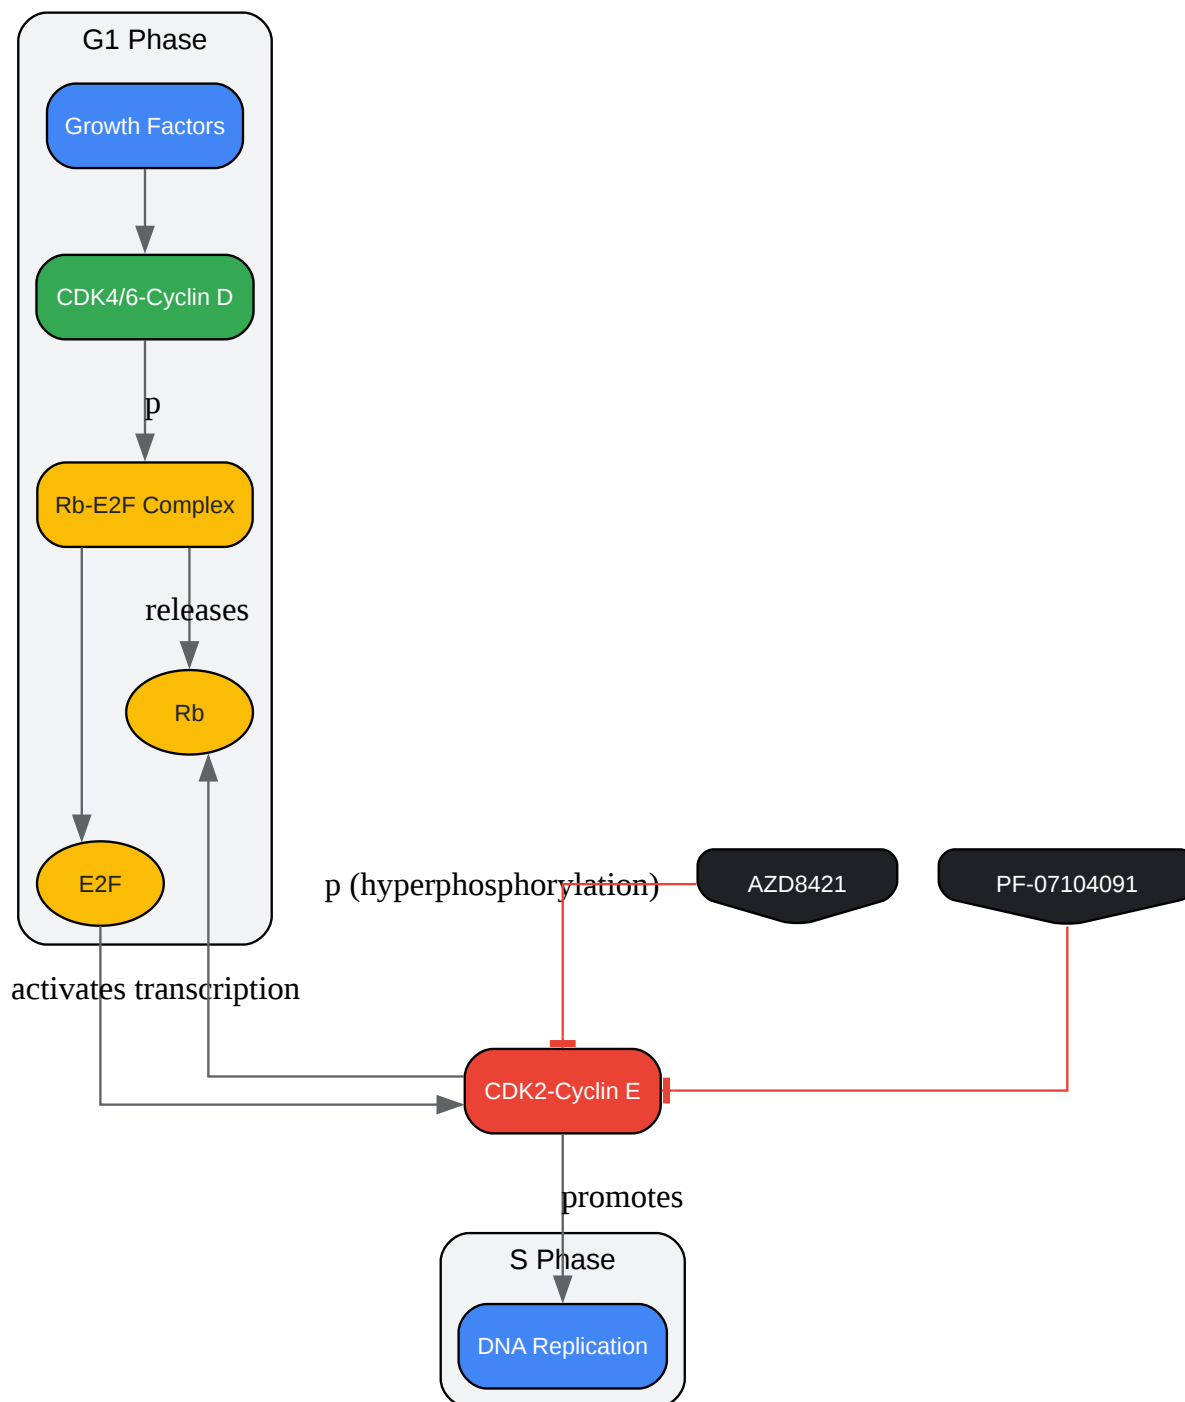 G1 Phase
Growth Factors
CDK4/6-Cyclin D
p
Rb-E2F Complex
releases
Rb
E2F
p (hyperphosphorylation)
AZD8421
PF-07104091
activates transcription
CDK2-Cyclin E
promotes
S Phase
DNA Replication